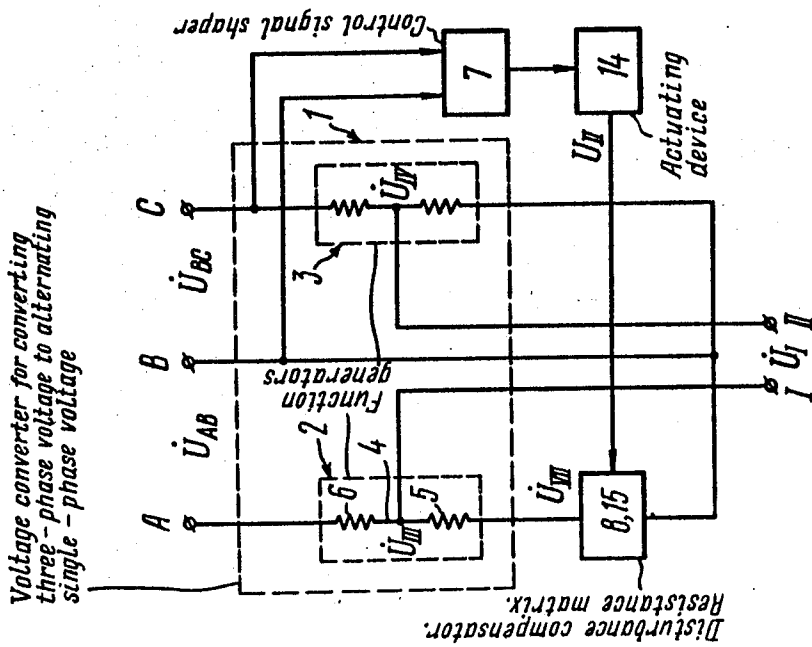 Voltage converter for converting
three-phase voltage to alternating
single-phase voltage
A
B
C
U̇AB
U̇BC
Control signal shaper
7
14
Actuating
device
UII
1
2
3
Function
generators
6
4
5
U̇III
U̇IV
U̇VII
8,15
Disturbance compensator.
Resistance matrix.
I
U̇I
II